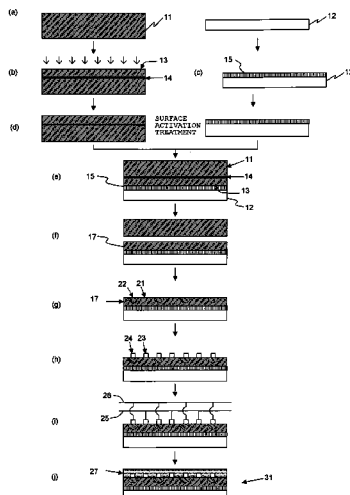 (a)
11
12
(b)
13
14
(c)
15
12
(d)
SURFACE
ACTIVATION
TREATMENT
(e)
15
11
14
13
12
(f)
17
(g)
17
22
21
(h)
24
23
(i)
26
25
(j)
27
31